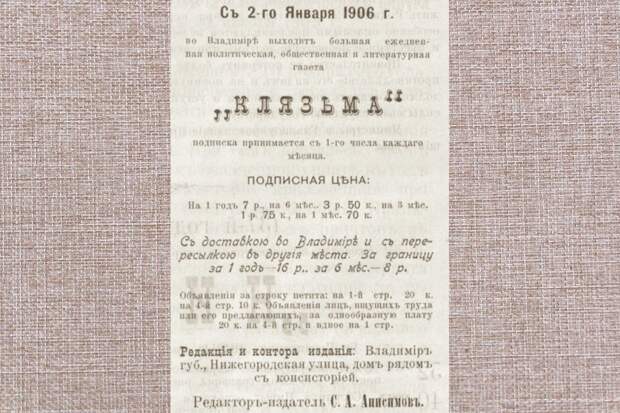 Съ 2-го Января 1906 г.
во Владимірѣ выходитъ большая ежеднев-
ная политическая, общественная и литературная
газета
„КЛЯЗЬМА“
подписка принимается съ 1-го числа каждаго
мѣсяца.
ПОДПИСНАЯ ЦѢНА:
На 1 годъ 7 р., на 6 мѣс.. 3 р. 50 к., на 3 мѣс.
1 р. 75 к., на 1 мѣс. 70 к.
Съ доставкою во Владимірѣ и съ пере-
ресылкою въ другія мѣста. За границу
за 1 годъ—16 р.. за 6 мѣс.—8 р.
Объявленія за строку петита: на 1-й стр. 20 к.
на 4-й стр. 10 к. Объявленія лицъ, ищущихъ труда
или его предлагающихъ, за однообразную плату
20 к. на 4-й стр. и вдвое на 1 стр.
Редакція и контора изданія: Владиміръ
губ., Нижегородская улица, домъ рядомъ
съ консисторіей.
Редакторъ-издатель С. А. Анисимовъ.